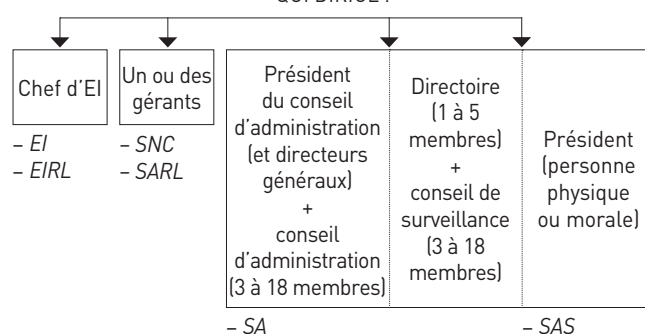 Chef d'EI
– EI
– EIRL
Un ou des
gérants
– SNC
– SARL
Président
du conseil
d'administration
(et directeurs
généraux)
+
conseil
d'administration
(3 à 18 membres)
Directoire
(1 à 5
membres)
+
conseil de
surveillance
(3 à 18
membres)
– SA
Président
(personne
physique
ou morale)
– SAS